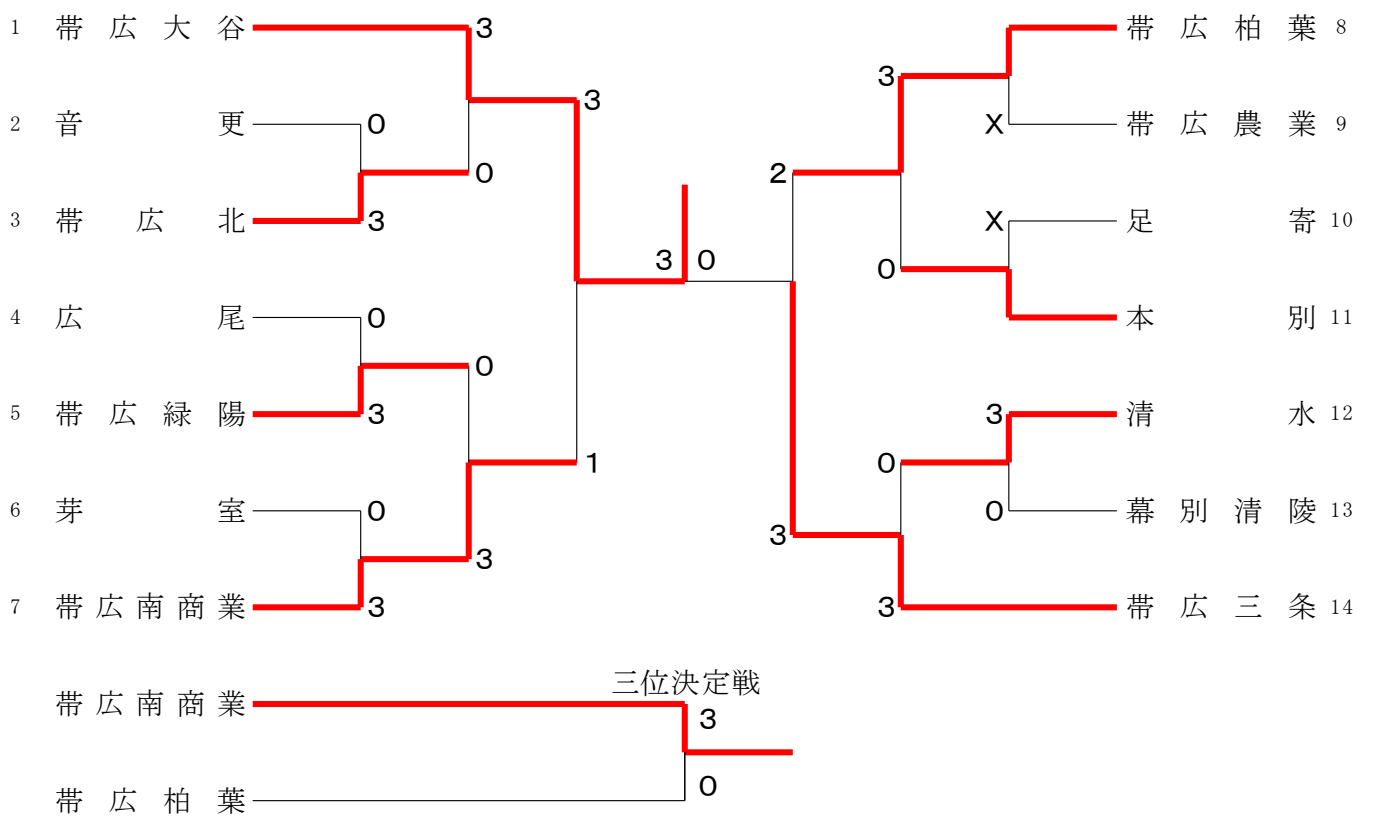 1 帯広大谷 3 帯広柏葉 8
3
3
2 音更 0 X 帯広農業 9
0 2
3 帯広北 3 X 足寄 10
3 0 0
4 広尾 0 本別 11
0
5 帯広緑陽 3 3 清水 12
1 0
6 芽室 0 0 幕別清陵 13
3 3
7 帯広南商業 3 3 帯広三条 14
三位決定戦
帯広南商業 3
帯広柏葉 0